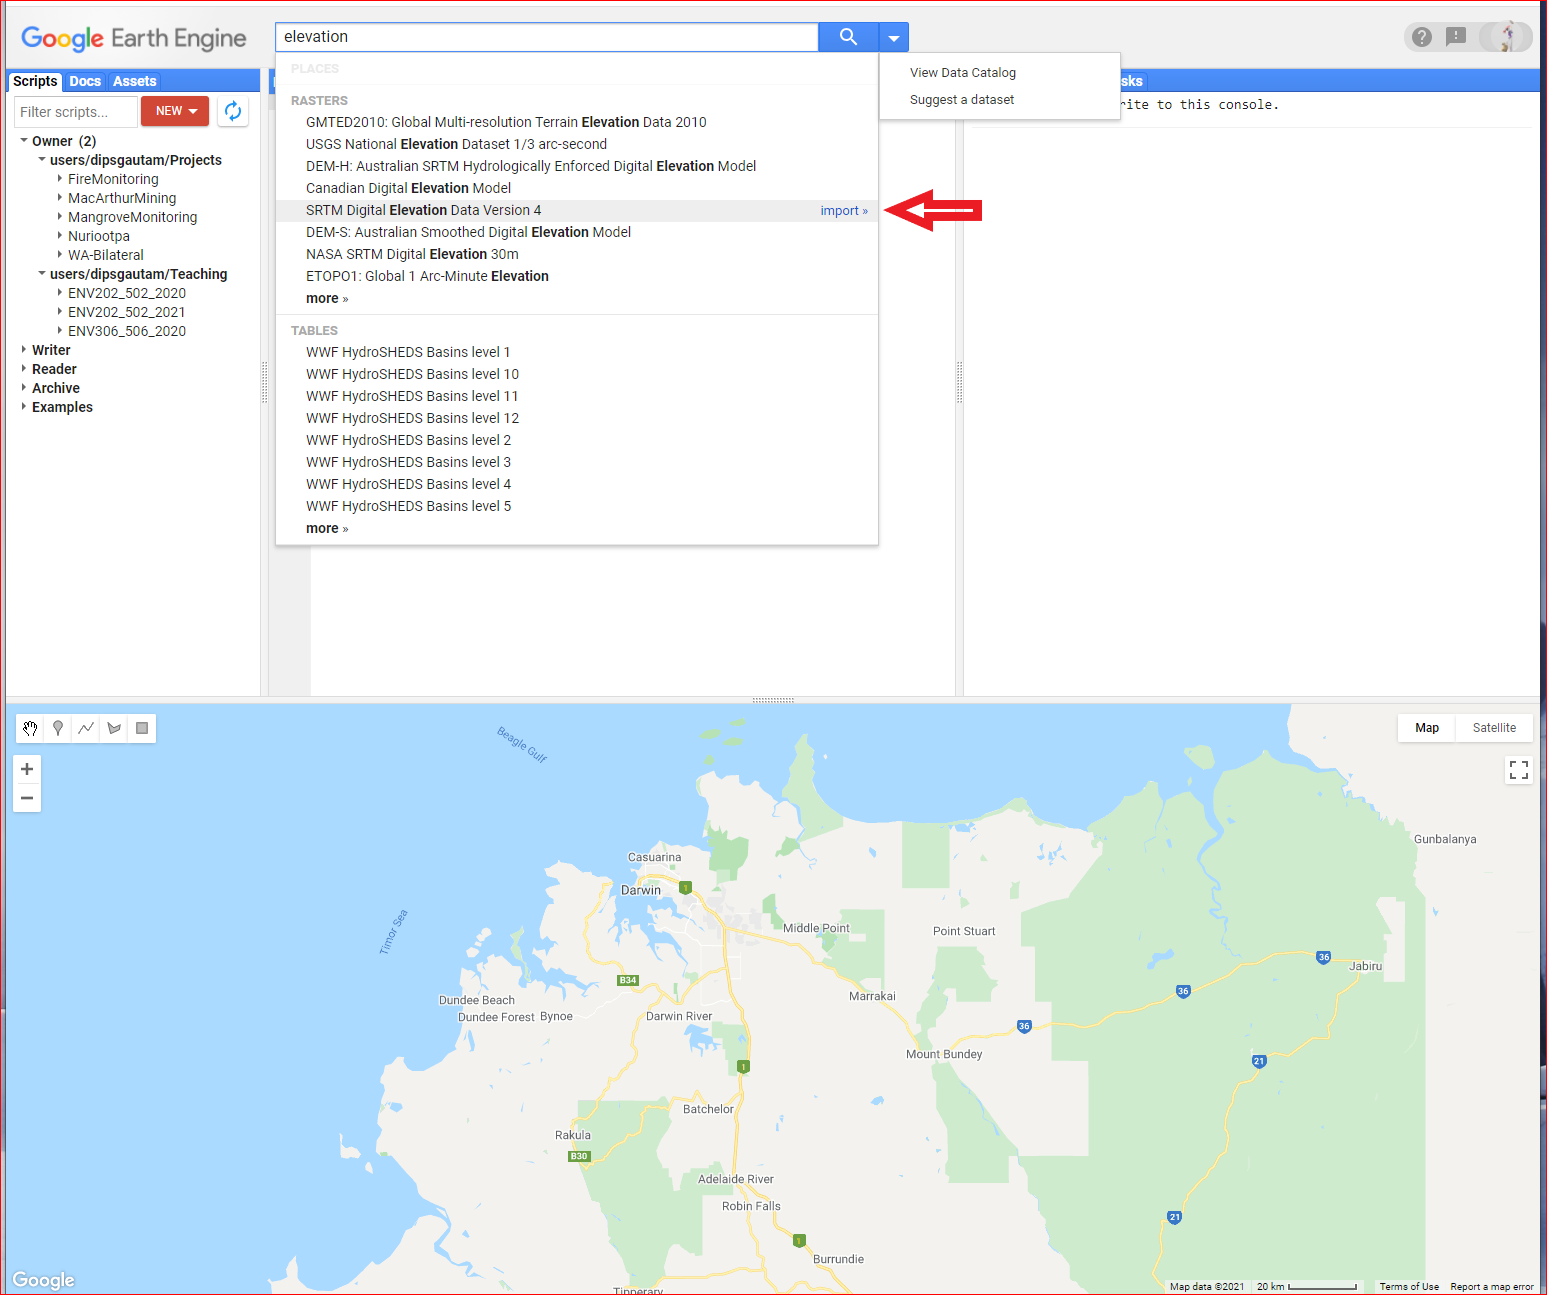 Google Earth Engine
elevation
PLACES
RASTERS
GMTED2010: Global Multi-resolution Terrain Elevation Data 2010
USGS National Elevation Dataset 1/3 arc-second
DEM-H: Australian SRTM Hydrologically Enforced Digital Elevation Model
Canadian Digital Elevation Model
SRTM Digital Elevation Data Version 4
import »
DEM-S: Australian Smoothed Digital Elevation Model
NASA SRTM Digital Elevation 30m
ETOPO1: Global 1 Arc-Minute Elevation
more »
TABLES
WWF HydroSHEDS Basins level 1
WWF HydroSHEDS Basins level 10
WWF HydroSHEDS Basins level 11
WWF HydroSHEDS Basins level 12
WWF HydroSHEDS Basins level 2
WWF HydroSHEDS Basins level 3
WWF HydroSHEDS Basins level 4
WWF HydroSHEDS Basins level 5
more »
View Data Catalog
Suggest a dataset
sks
rite to this console.
Scripts Docs Assets
Filter scripts...
NEW
Owner (2)
users/dipsgautam/Projects
FireMonitoring
MacArthurMining
MangroveMonitoring
Nuriootpa
WA-Bilateral
users/dipsgautam/Teaching
ENV202_502_2020
ENV202_502_2021
ENV306_506_2020
Writer
Reader
Archive
Examples
Map
Satellite
Beagle Gulf
Gunbalanya
Casuarina
Darwin
1
Timor Sea
Middle Point
Point Stuart
36
Jabiru
B34
36
Marrakai
Dundee Beach
Dundee Forest
Bynoe
Darwin River
36
Mount Bundey
21
1
Batchelor
Rakula
B30
Adelaide River
Robin Falls
21
1
Burrundie
Tipperary
Google
Map data ©2021
20 km
Terms of Use
Report a map error